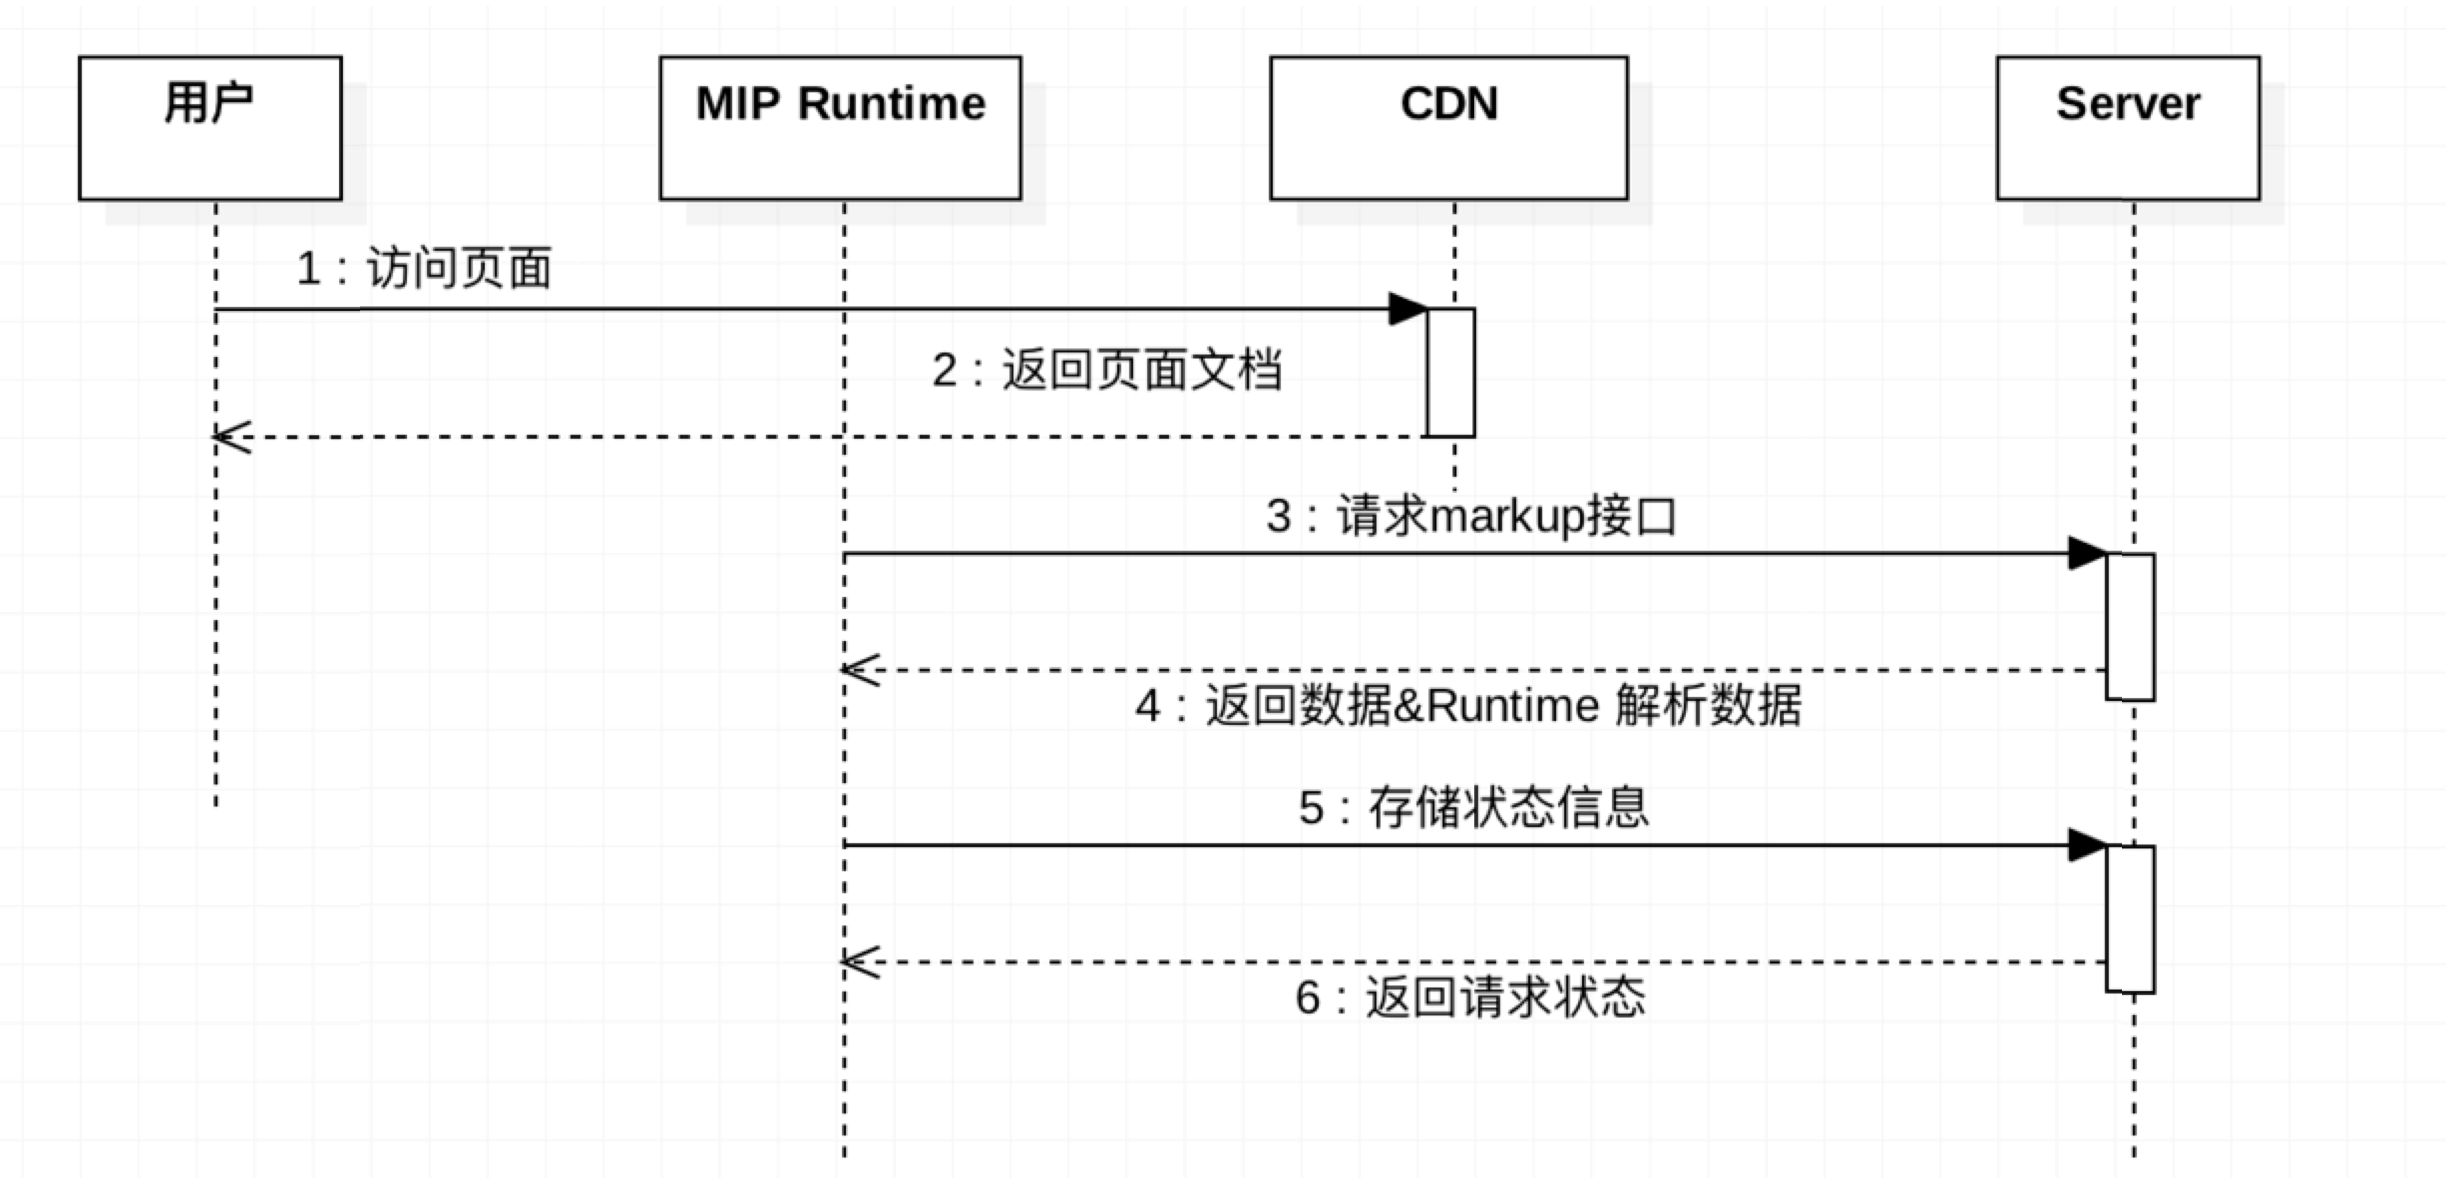 用户
MIP Runtime
CDN
Server
1：访问页面
2：返回页面文档
3：请求markup接口
4：返回数据&Runtime 解析数据
5：存储状态信息
6：返回请求状态